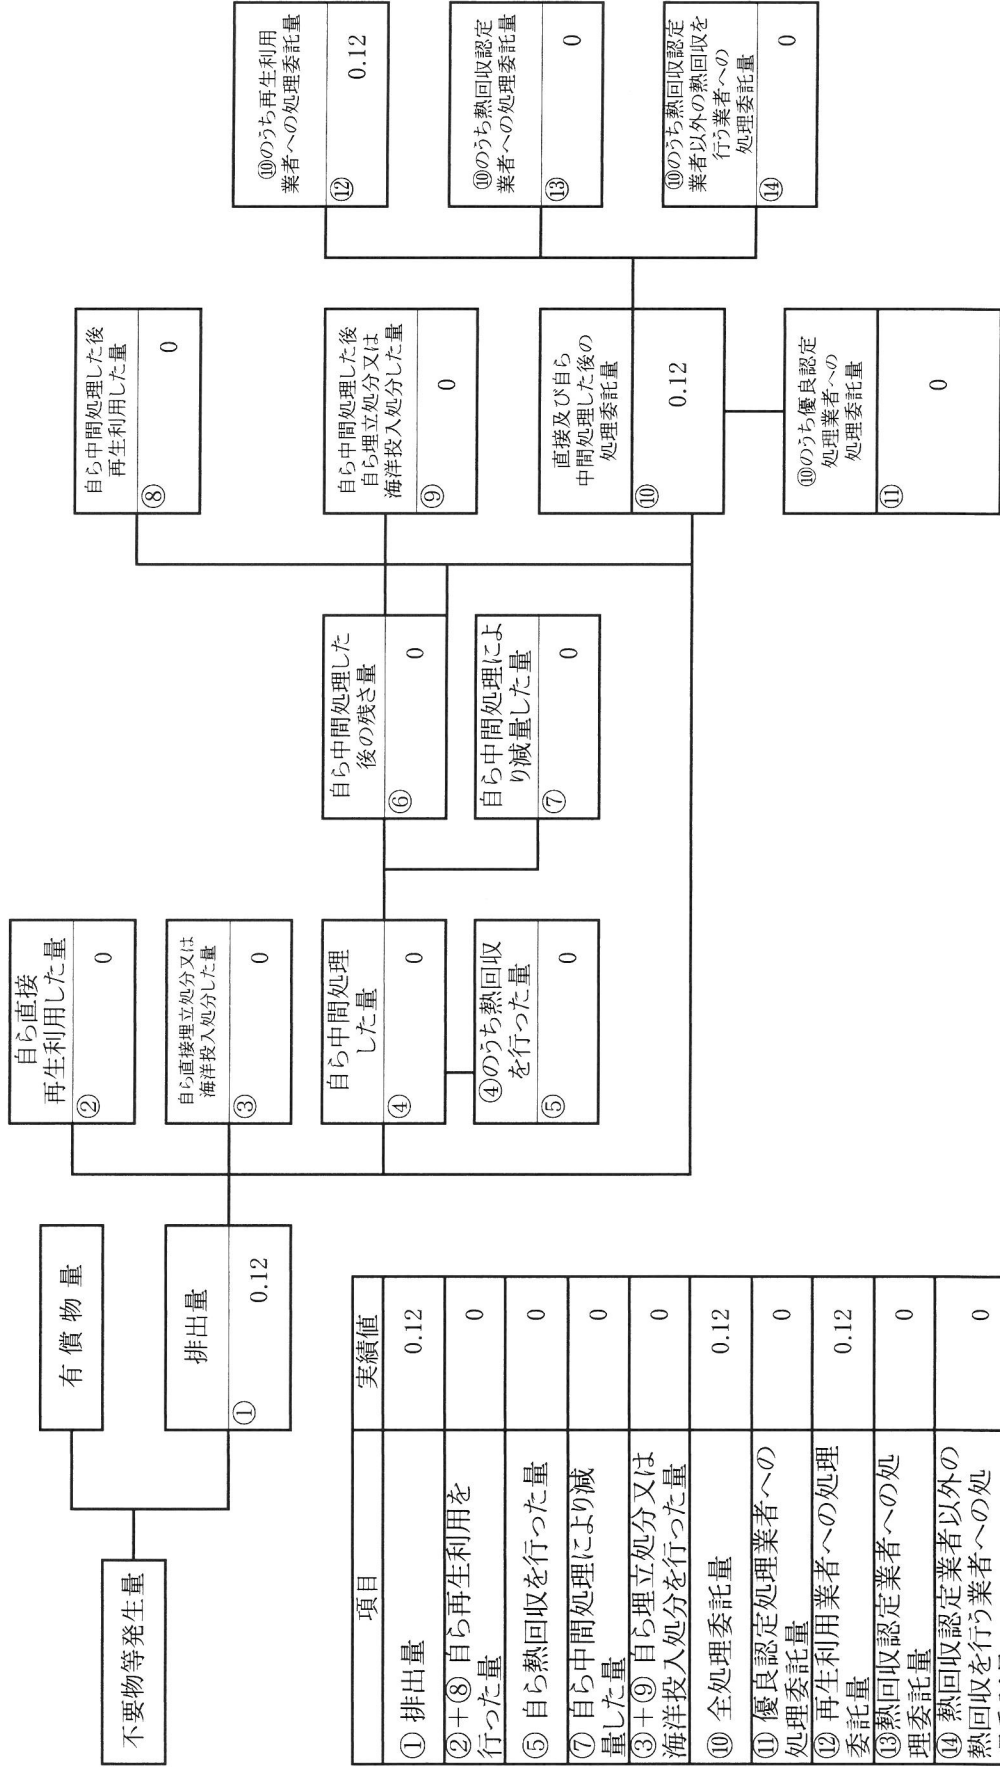 不要物等発生量
有 償 物 量
排出量
①
0.12
自ら直接
再生利用した量
②
0
自ら直接埋立処分又は
海洋投入処分した量
③
0
自ら中間処理
した量
④
0
④のうち熱回収
を行った量
⑤
0
自ら中間処理した
後の残さ量
⑥
0
自ら中間処理によ
り減量した量
⑦
0
自ら中間処理した後
再生利用した量
⑧
0
自ら中間処理した後
自ら埋立処分又は
海洋投入処分した量
⑨
0
直接及び自ら
中間処理した後の
処理委託量
⑩
0.12
⑩のうち優良認定
処理業者への
処理委託量
⑪
0
⑩のうち再生利用
業者への処理委託量
⑫
0.12
⑩のうち熱回収認定
業者への処理委託量
⑬
0
⑩のうち熱回収認定
業者以外の熱回収を
行う業者への
処理委託量
⑭
0
項目 実績値
① 排出量 0.12
②+⑧ 自ら再生利用を
行った量 0
⑤ 自ら熱回収を行った量 0
⑦ 自ら中間処理により減
量した量 0
③+⑨ 自ら埋立処分又は
海洋投入処分を行った量 0
⑩ 全処理委託量 0.12
⑪ 優良認定処理業者への
処理委託量 0
⑫ 再生利用業者への処理
委託量 0.12
⑬熱回収認定業者への処
理委託量 0
⑭ 熱回収認定業者以外の
熱回収を行う業者への処 0